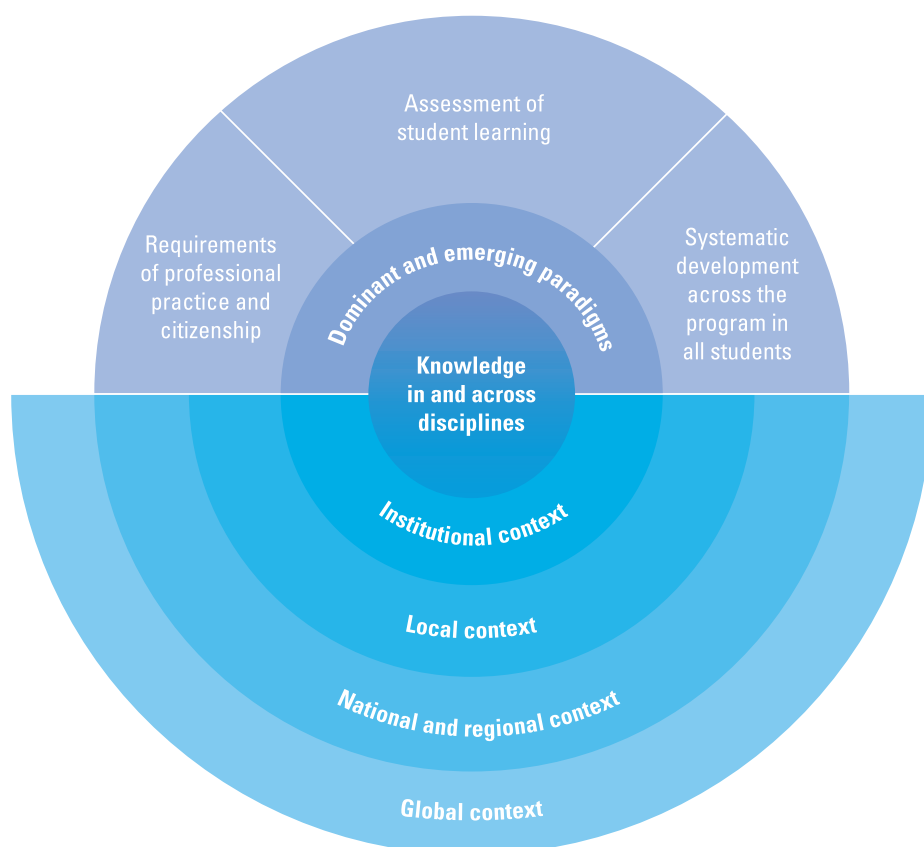 Assessment of
student learning
Requirements
of professional
practice and
citizenship
Systematic
development
across the
program in
all students
Dominant and emerging paradigms
Knowledge
in and across
disciplines
Institutional context
Local context
National and regional context
Global context